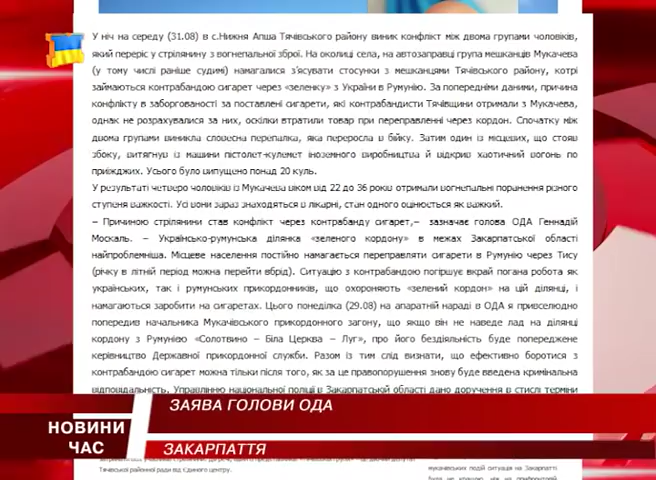 У ніч на середу (31.08) в с.Нижня Апша Тячівського району виник конфлікт між двома групами чоловіків,
який переріс у стрілянину з вогнепальної зброї. На околиці села, на автозаправці група мешканців Мукачева
(у тому числі раніше судимі) намагалися з'ясувати стосунки з мешканцями Тячівського району, котрі
займаються контрабандою сигарет через «зеленку» з України в Румунію. За попередніми даними, причина
конфлікту в заборгованості за поставлені сигарети, які контрабандисти Тячівщини отримали з Мукачева,
однак не розрахувалися за них, оскільки втратили товар при переправленні через кордон. Спочатку між
двома групами виникла словесна перепалка, яка переросла в бійку. Затим один із місцевих, що стояв
збоку, витягнув із машини пістолет-кулемет іноземного виробництва й відкрив хаотичний вогонь по
приїжджих. Усього було випущено понад 20 куль.
У результаті четверо чоловіків із Мукачева віком від 22 до 36 років отримали вогнепальні поранення різного
ступеня важкості. Усі вони зараз знаходяться в лікарні, стан одного оцінюється як важкий.
– Причиною стрілянини став конфлікт через контрабанду сигарет,– зазначає голова ОДА Геннадій
Москаль. – Українсько-румунська ділянка «зеленого кордону» в межах Закарпатської області
найпроблемніша. Місцеве населення постійно намагається переправляти сигарети в Румунію через Тису
(річку в літній період можна перейти вбрід). Ситуацію з контрабандою погіршує вкрай погана робота як
українських, так і румунських прикордонників, що охороняють «зелений кордон» на цій ділянці, і
намагаються заробити на сигаретах. Цього понеділка (29.08) на апаратній нараді в ОДА я привселюдно
попередив начальника Мукачівського прикордонного загону, що якщо він не наведе лад на ділянці
кордону з Румунією «Солотвино – Біла Церква – Луг», про його бездіяльність буде попереджене
керівництво Державної прикордонної служби. Разом із тим слід визнати, що ефективно боротися з
контрабандою сигарет можна тільки після того, як за це правопорушення знову буде введена кримінальна
відповідальність. Управлінню національної поліції в Закарпатській області дано доручення в стислі терміни
ЗАЯВА ГОЛОВИ ОДА
НОВИНИ
ЧАС
ЗАКАРПАТТЯ
Тячівської районної ради від Єдиного центру.
мукачевських подій ситуація на Закарпатті